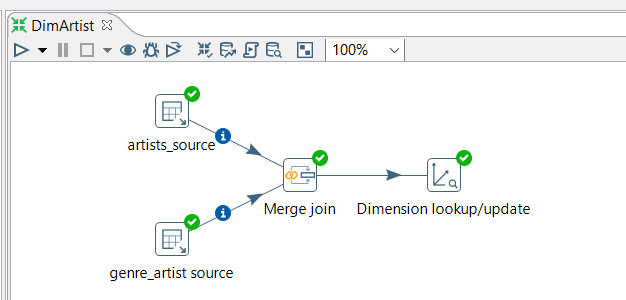 DimArtist
100%
artists_source
Merge join
Dimension lookup/update
genre_artist source